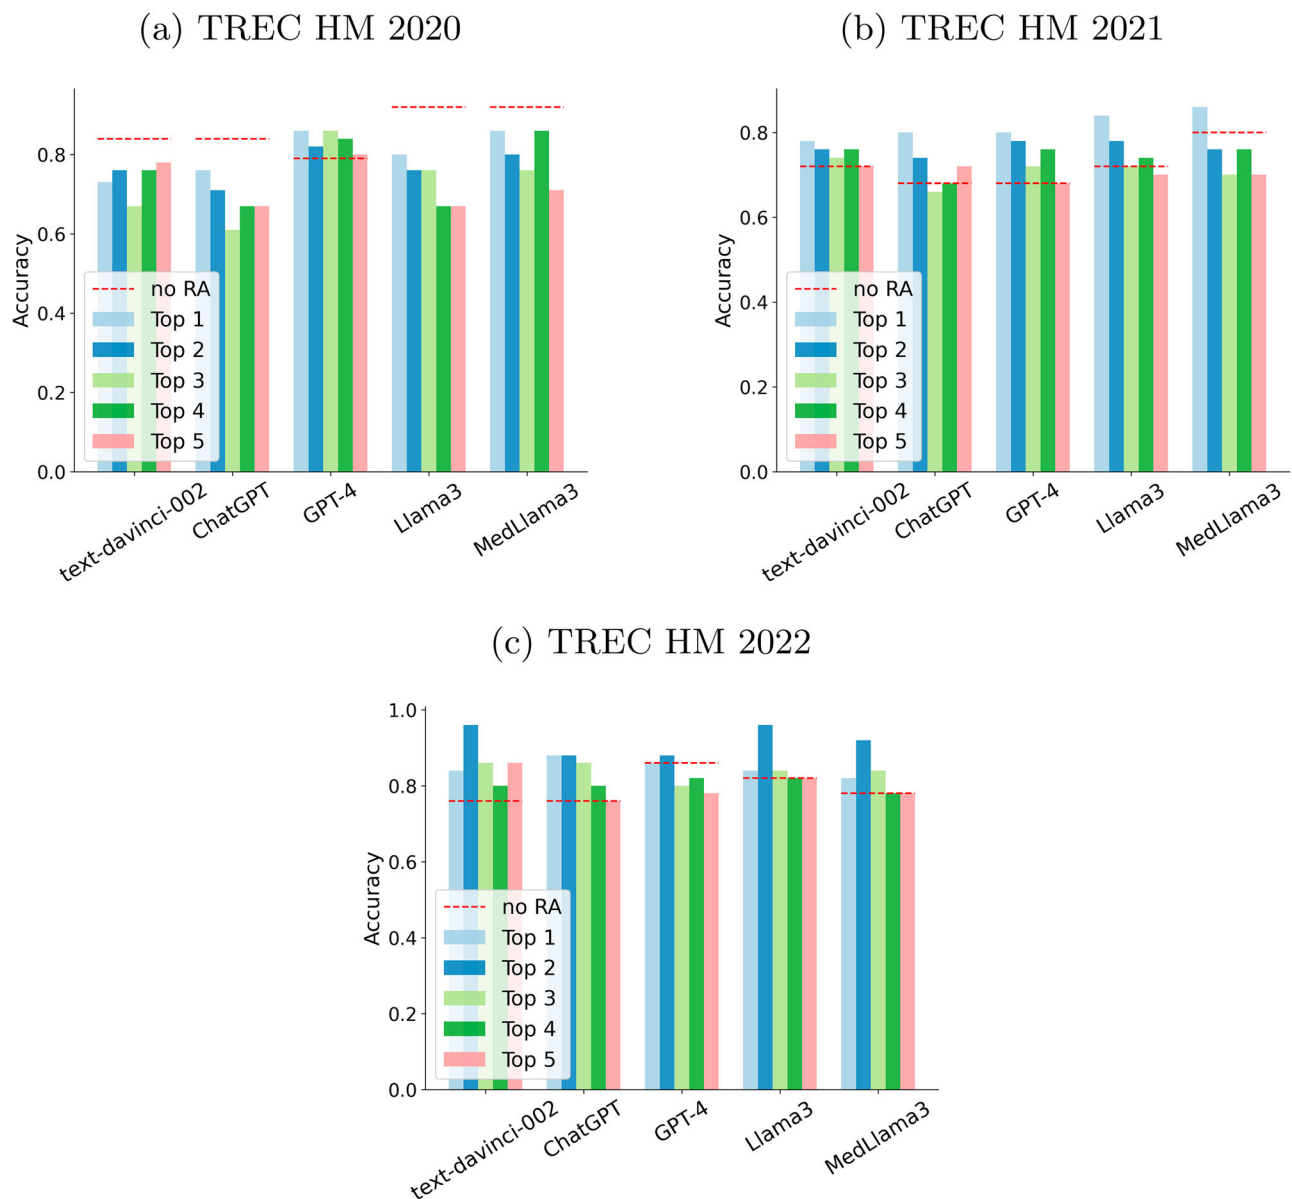 (a) TREC HM 2020
Accuracy
0.8
0.6
0.4
0.2
0.0
no RA
Top 1
Top 2
Top 3
Top 4
Top 5
text-davinci-002
ChatGPT
GPT-4
Llama3
MedLlama3
(b) TREC HM 2021
Accuracy
0.8
0.6
0.4
0.2
0.0
no RA
Top 1
Top 2
Top 3
Top 4
Top 5
text-davinci-002
ChatGPT
GPT-4
Llama3
MedLlama3
(c) TREC HM 2022
Accuracy
1.0
0.8
0.6
0.4
0.2
0.0
no RA
Top 1
Top 2
Top 3
Top 4
Top 5
text-davinci-002
ChatGPT
GPT-4
Llama3
MedLlama3